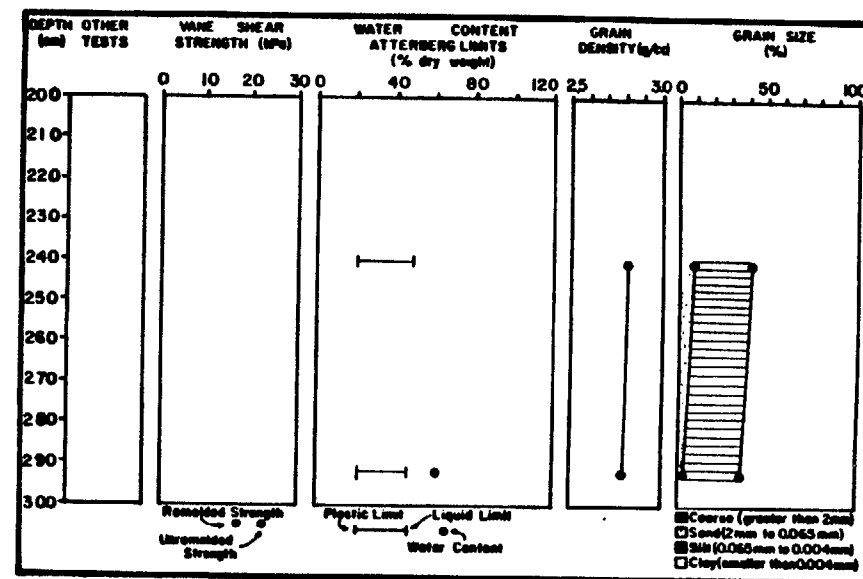 DEPTH OTHER VANE SHEAR WATER CONTENT GRAIN GRAIN SIZE
(cm) TESTS STRENGTH (kPa) ATTERBERG LIMITS DENSITY (g/cc) (%)
(% dry weight)
0 10 20 30 0 40 80 120 2.5 3.0 0 50 100
200
210
220
230
240
250
260
270
280
290
300
Remolded Strength
Unremolded
Strength
Plastic Limit Liquid Limit
Water Content
Coarse (greater than 2mm)
Sand (2mm to 0.065mm)
Silt (0.065mm to 0.004mm)
Clay (smaller than 0.004mm)